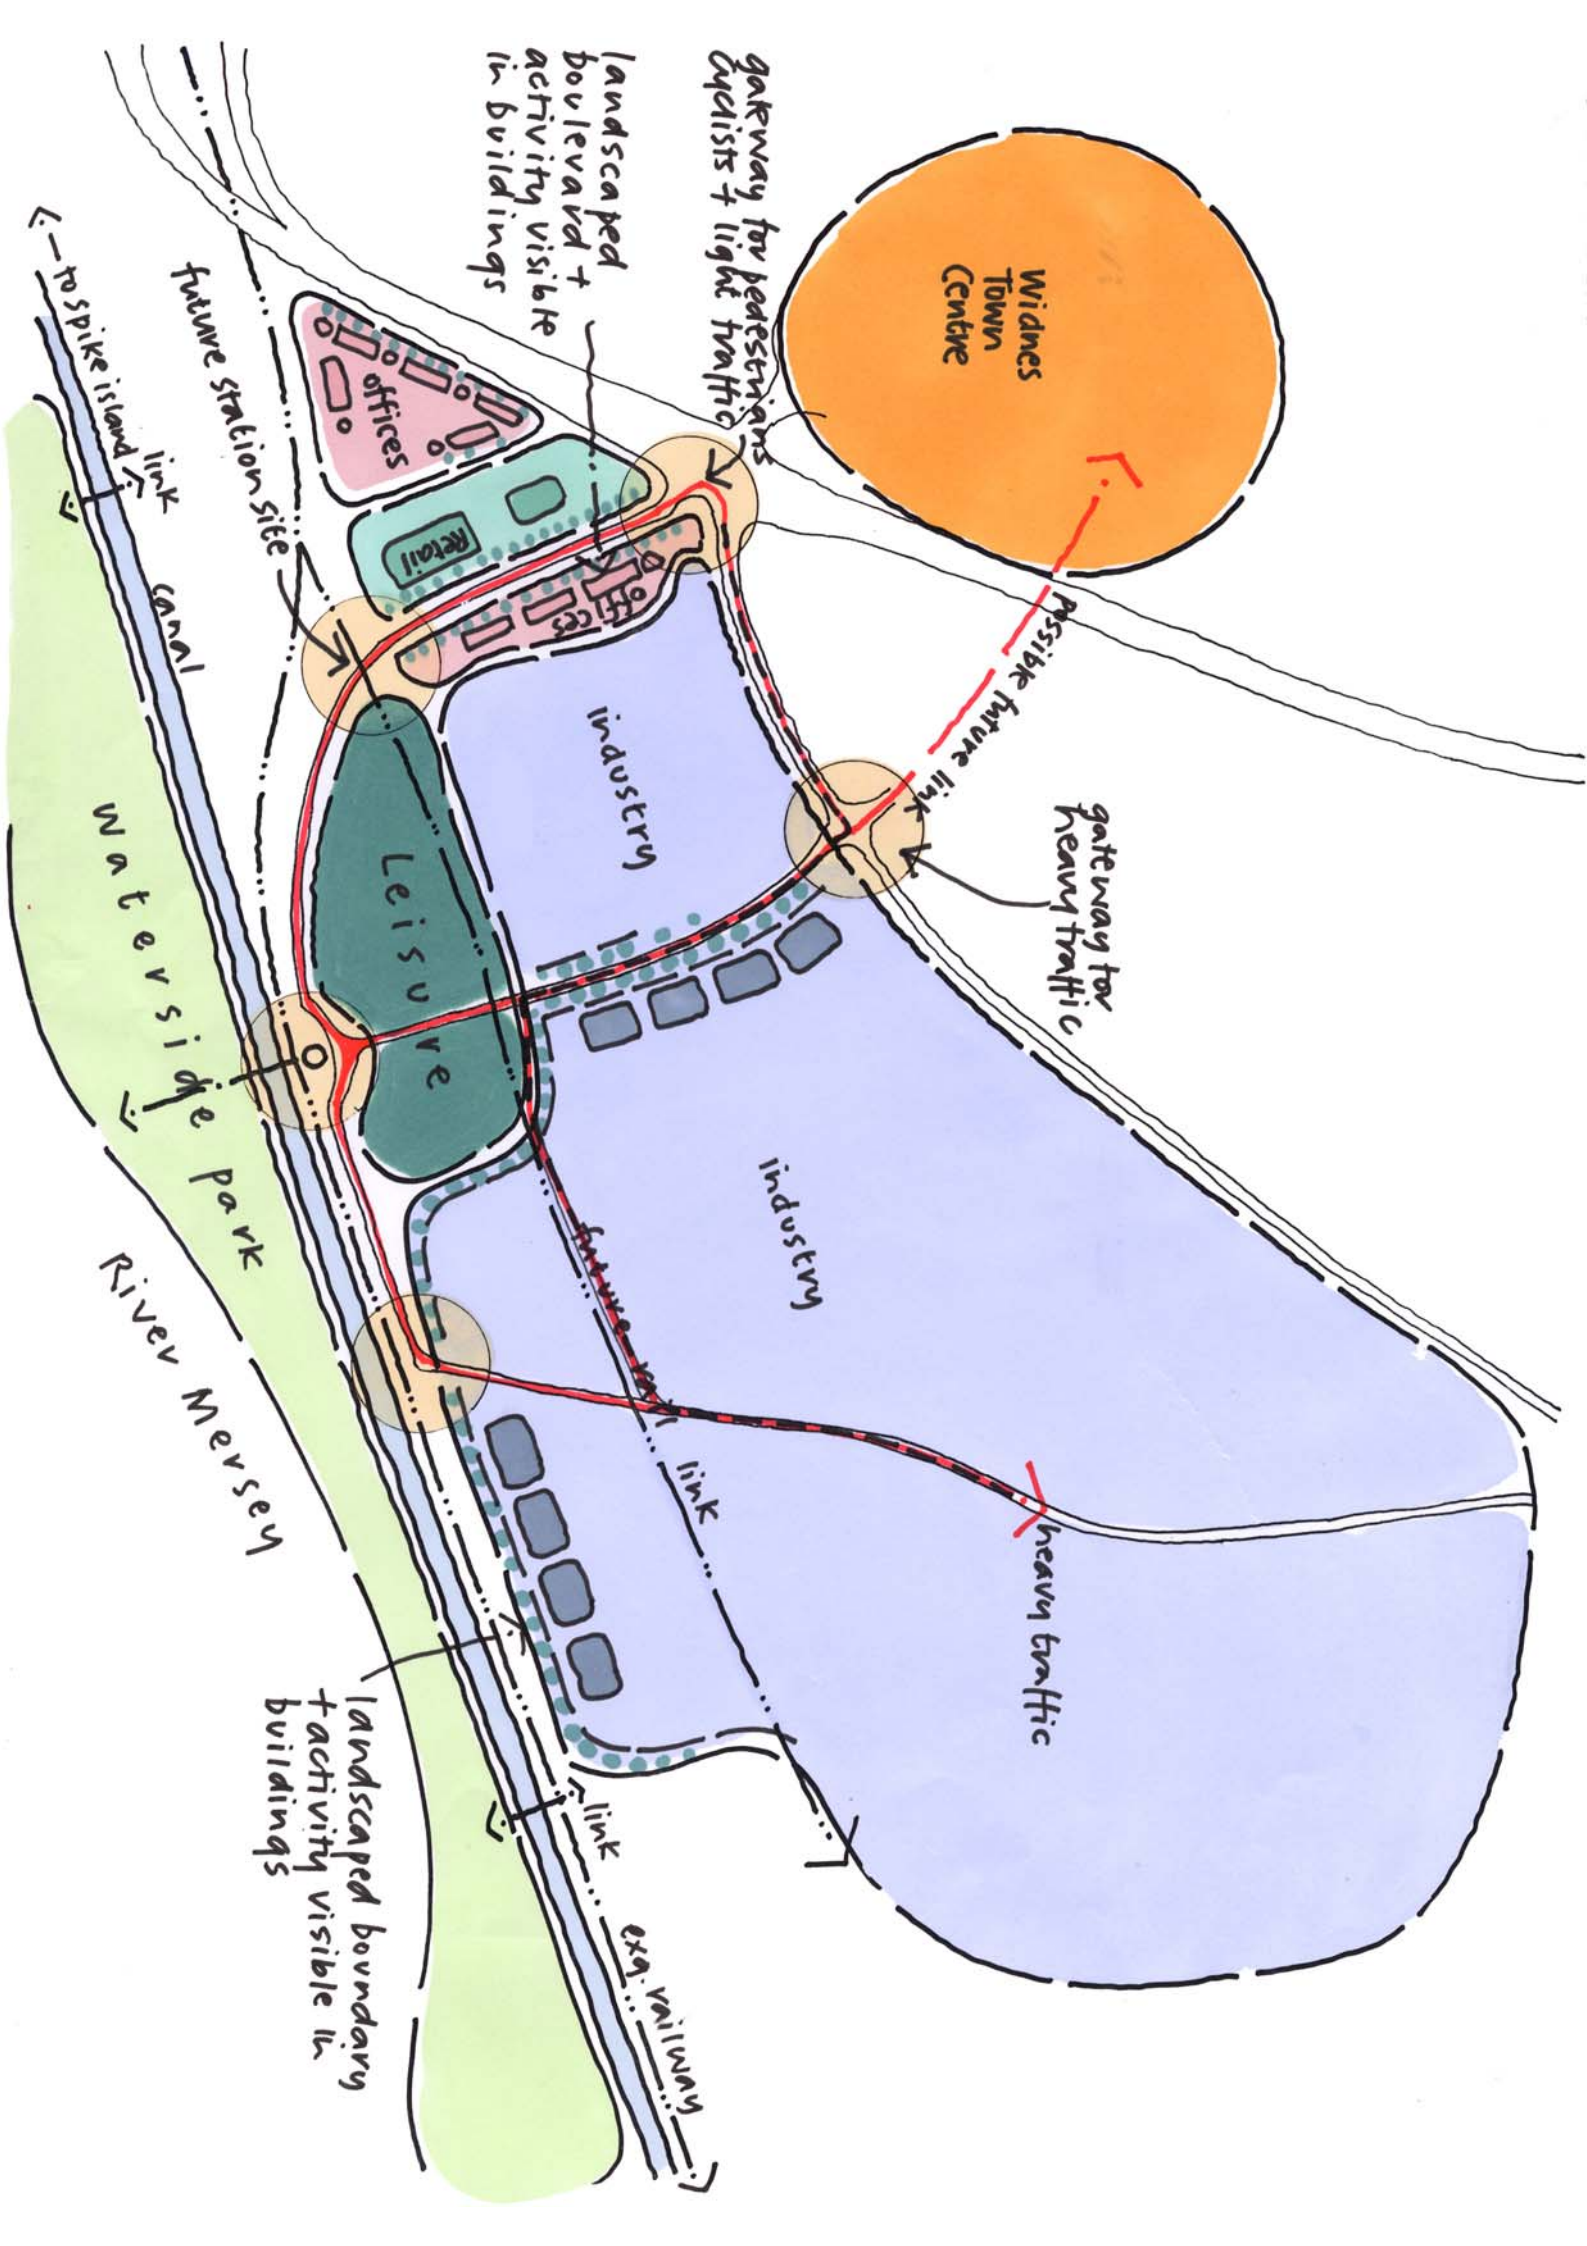 Widnes
Town
Centre
gateway for pedestrians
cyclists + light traffic
landscaped
boulevard +
activity visible
in buildings
possible future link
gateway for
heavy traffic
offices
Retail
offices
industry
Leisure
industry
future station site
← to spike island
link
canal
waterside park
River Mersey
future rail link
heavy traffic
link
exg. railway
landscaped boundary
+ activity visible in
buildings